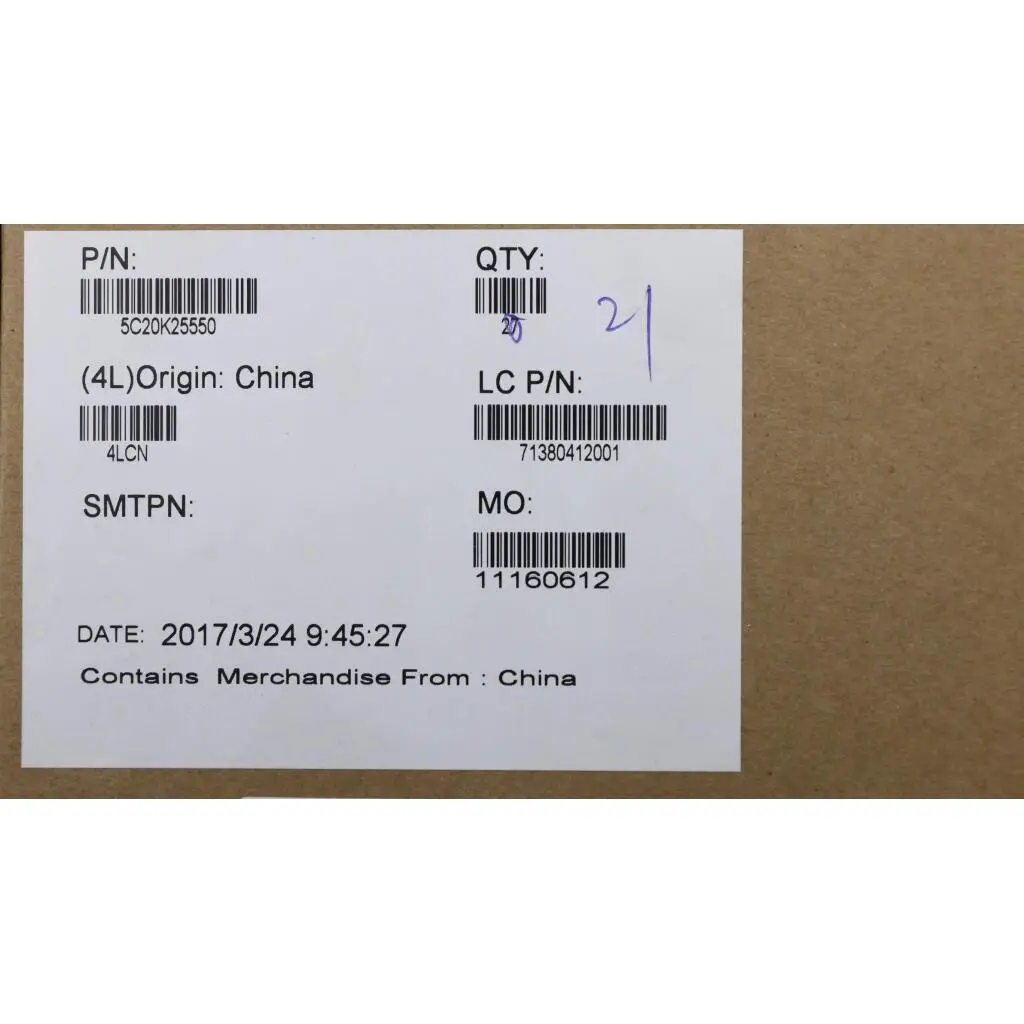 P/N:
5C20K25550
QTY:
21
(4L)Origin: China
4LCN
LC P/N:
71380412001
SMTPN:
MO:
11160612
DATE: 2017/3/24 9:45:27
Contains Merchandise From : China